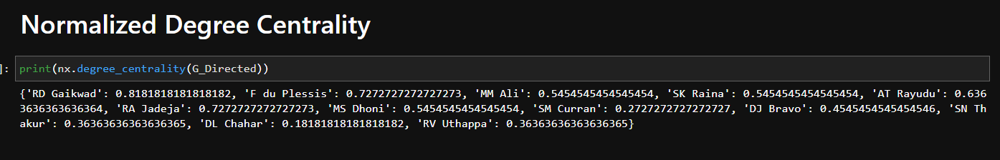 Normalized Degree Centrality
]: print(nx.degree_centrality(G_Directed))
{'RD Gaikwad': 0.8181818181818182, 'F du Plessis': 0.7272727272727273, 'MM Ali': 0.5454545454545454, 'SK Raina': 0.5454545454545454, 'AT Rayudu': 0.636
3636363636364, 'RA Jadeja': 0.7272727272727273, 'MS Dhoni': 0.5454545454545454, 'SM Curran': 0.2727272727272727, 'DJ Bravo': 0.4545454545454546, 'SN Th
akur': 0.36363636363636365, 'DL Chahar': 0.18181818181818182, 'RV Uthappa': 0.36363636363636365}